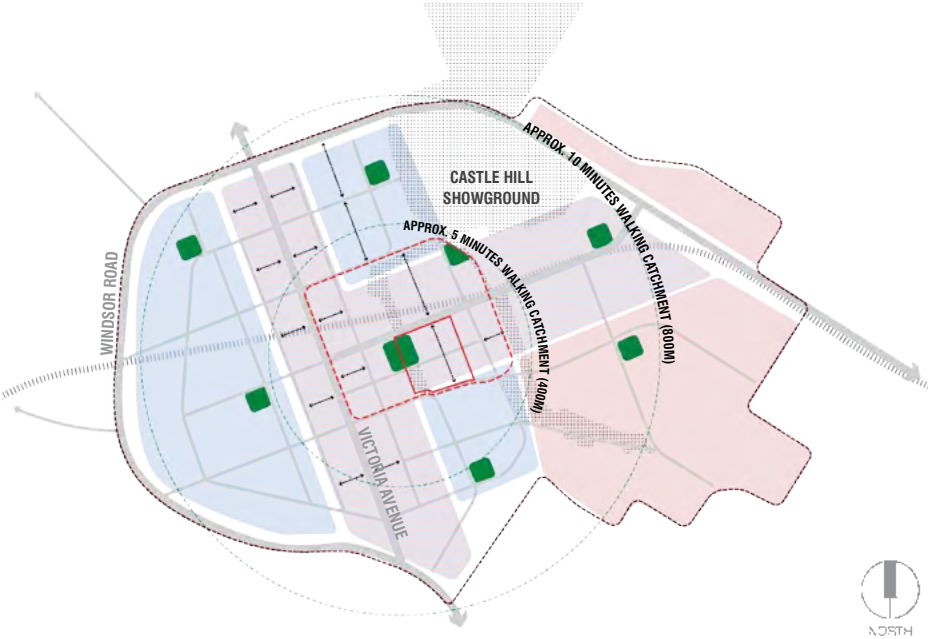 CASTLE HILL
SHOWGROUND
APPROX. 10 MINUTES WALKING CATCHMENT (800M)
APPROX. 5 MINUTES WALKING CATCHMENT (400M)
WINDSOR ROAD
VICTORIA AVENUE
NORTH